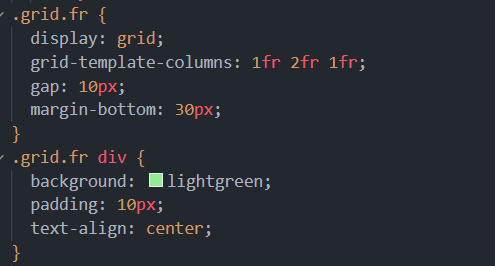 .grid.fr {
  display: grid;
  grid-template-columns: 1fr 2fr 1fr;
  gap: 10px;
  margin-bottom: 30px;
}
.grid.fr div {
  background: lightgreen;
  padding: 10px;
  text-align: center;
}